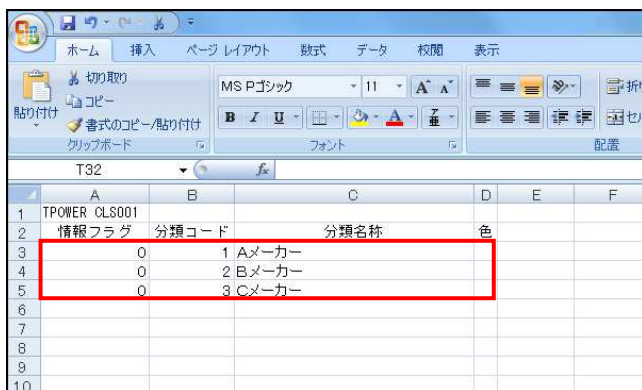 ホーム 挿入 ページ レイアウト 数式 データ 校閲 表示
切り取り
コピー
書式のコピー/貼り付け
貼り付け
クリップボード
MS Pゴシック 11 A A
B I U A
フォント
折り
セル
配置
T32 fx
A B C D E F
1 TPOWER CLS001
2 情報フラグ 分類コード 分類名称 色
3 0 1 Aメーカー
4 0 2 Bメーカー
5 0 3 Cメーカー
6
7
8
9
10